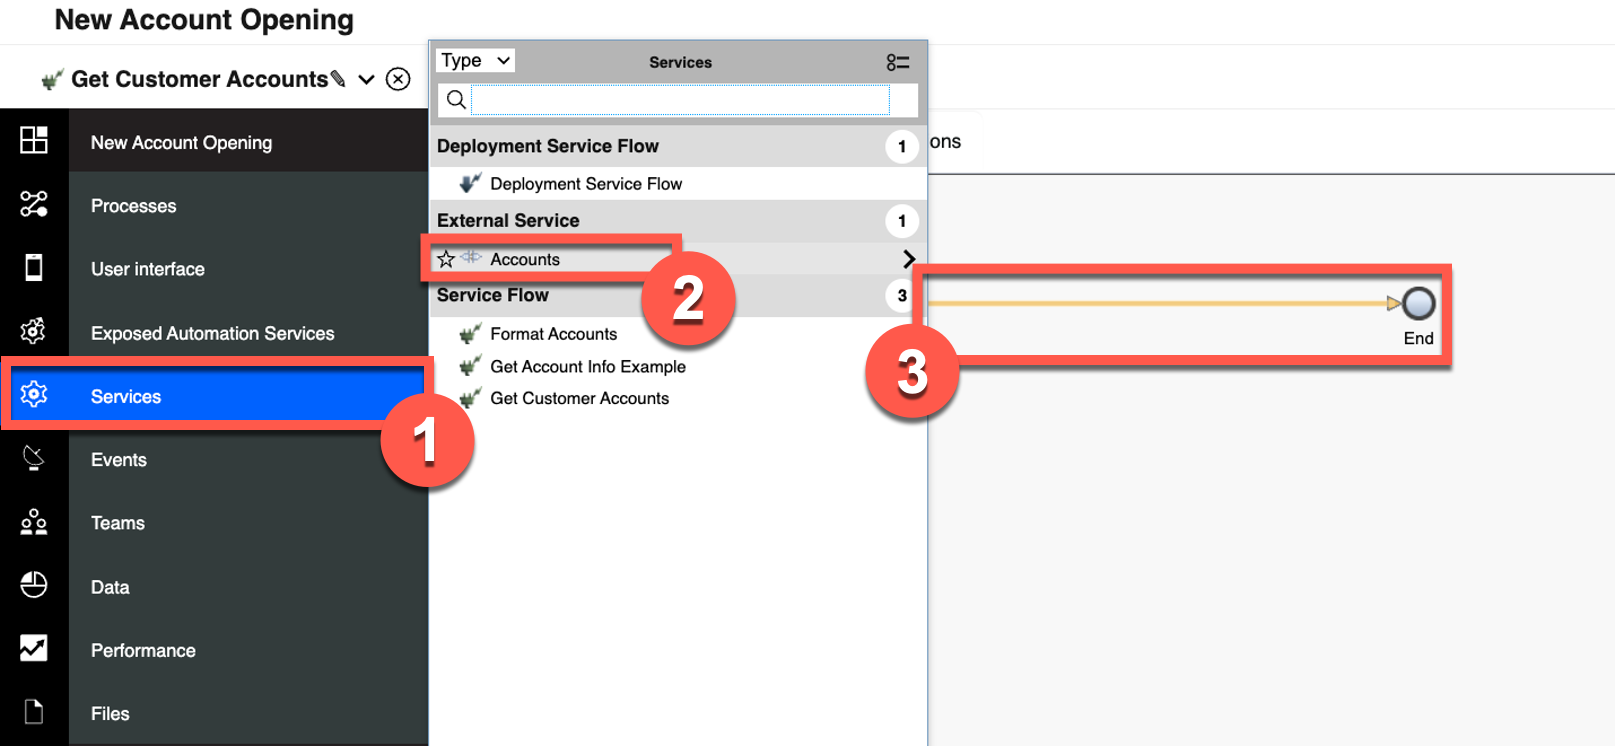 New Account Opening
Get Customer Accounts
Type
Services
New Account Opening
Processes
User interface
Exposed Automation Services
Services
Events
Teams
Data
Performance
Files
Deployment Service Flow 1
Deployment Service Flow
External Service 1
Accounts
Service Flow 3
Format Accounts
Get Account Info Example
Get Customer Accounts
ons
End
1
2
3